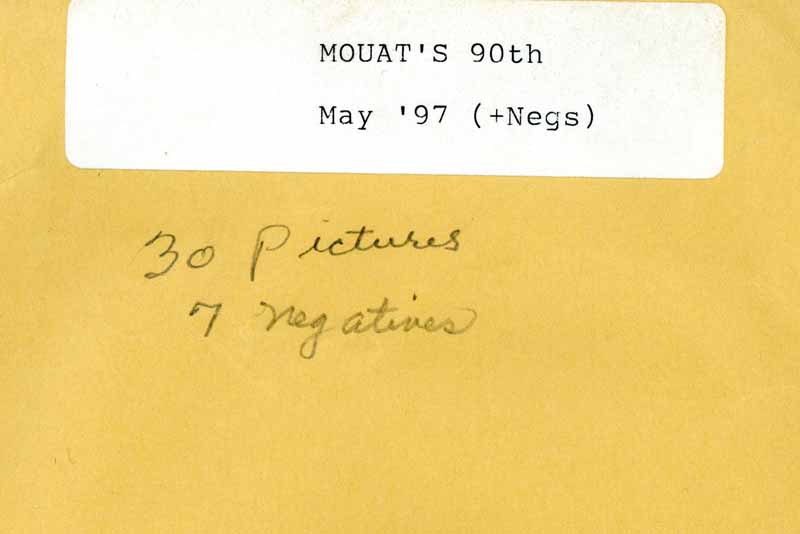 MOUAT'S 90th
May '97 (+Negs)
30 Pictures
7 negatives